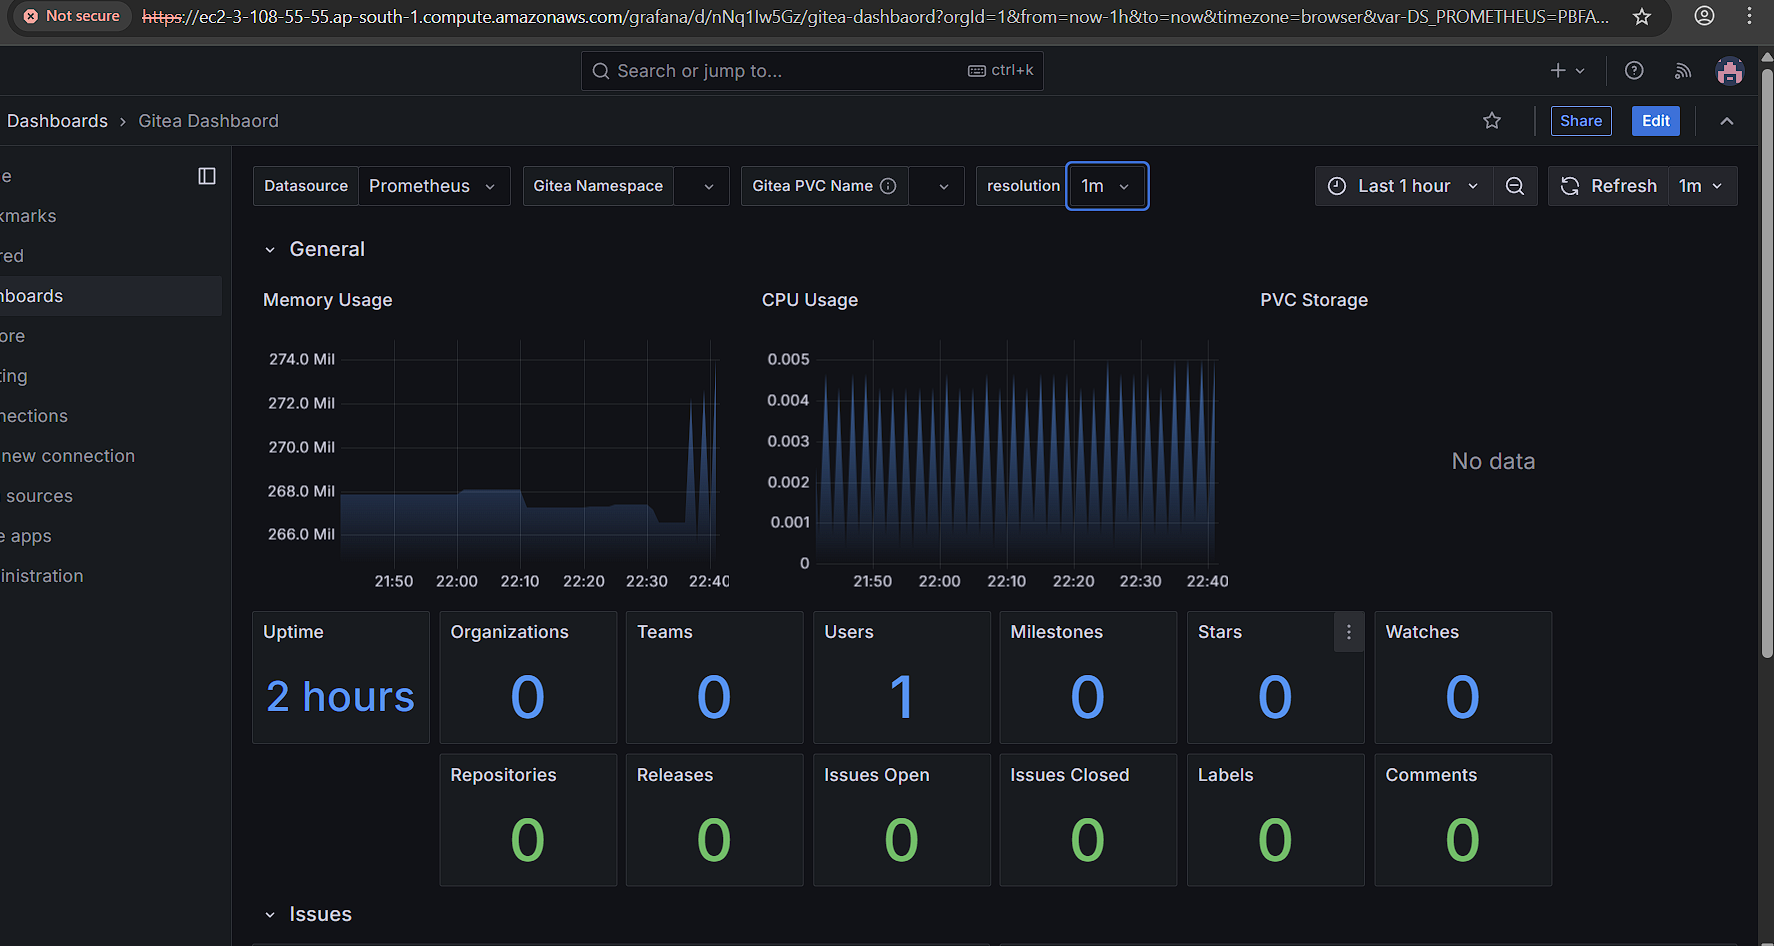 Not secure https://ec2-3-108-55-55.ap-south-1.compute.amazonaws.com/grafana/d/nNq1Iw5Gz/gitea-dashbaord?orgId=1&from=now-1h&to=now&timezone=browser&var-DS_PROMETHEUS=PBFA...
Search or jump to... ctrl+k
Dashboards › Gitea Dashbaord Share Edit
e
kmarks
red
boards
ore
ting
nections
new connection
sources
e apps
inistration
Datasource Prometheus Gitea Namespace Gitea PVC Name resolution 1m Last 1 hour Refresh 1m
General
Memory Usage
274.0 Mil
272.0 Mil
270.0 Mil
268.0 Mil
266.0 Mil
21:50 22:00 22:10 22:20 22:30 22:40
CPU Usage
0.005
0.004
0.003
0.002
0.001
0
21:50 22:00 22:10 22:20 22:30 22:40
PVC Storage
No data
Uptime
2 hours
Organizations
0
Teams
0
Users
1
Milestones
0
Stars
0
Watches
0
Repositories
0
Releases
0
Issues Open
0
Issues Closed
0
Labels
0
Comments
0
Issues